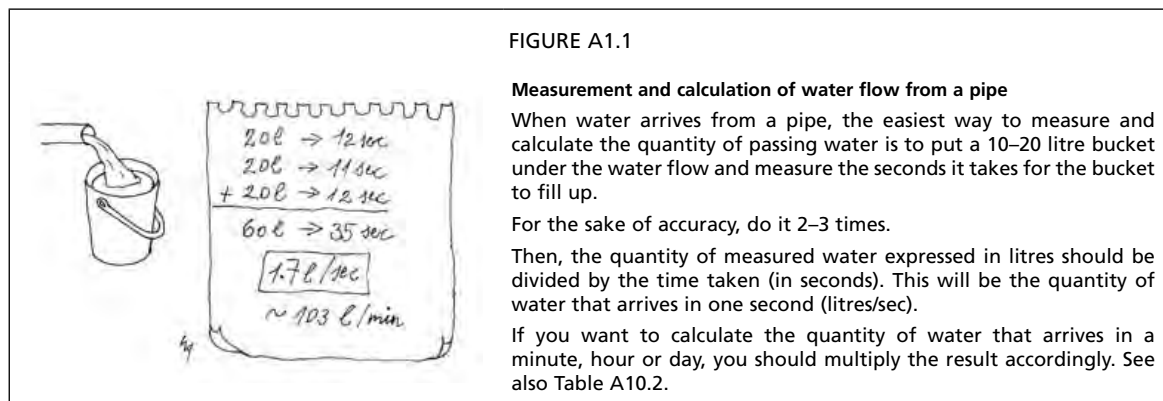 FIGURE A1.1
Measurement and calculation of water flow from a pipe
When water arrives from a pipe, the easiest way to measure and
calculate the quantity of passing water is to put a 10–20 litre bucket
under the water flow and measure the seconds it takes for the bucket
to fill up.
For the sake of accuracy, do it 2–3 times.
Then, the quantity of measured water expressed in litres should be
divided by the time taken (in seconds). This will be the quantity of
water that arrives in one second (litres/sec).
If you want to calculate the quantity of water that arrives in a
minute, hour or day, you should multiply the result accordingly. See
also Table A10.2.
20l → 12 sec
20l → 11 sec
+ 20l → 12 sec
60l → 35 sec
1.7 l/sec
~ 103 l/min